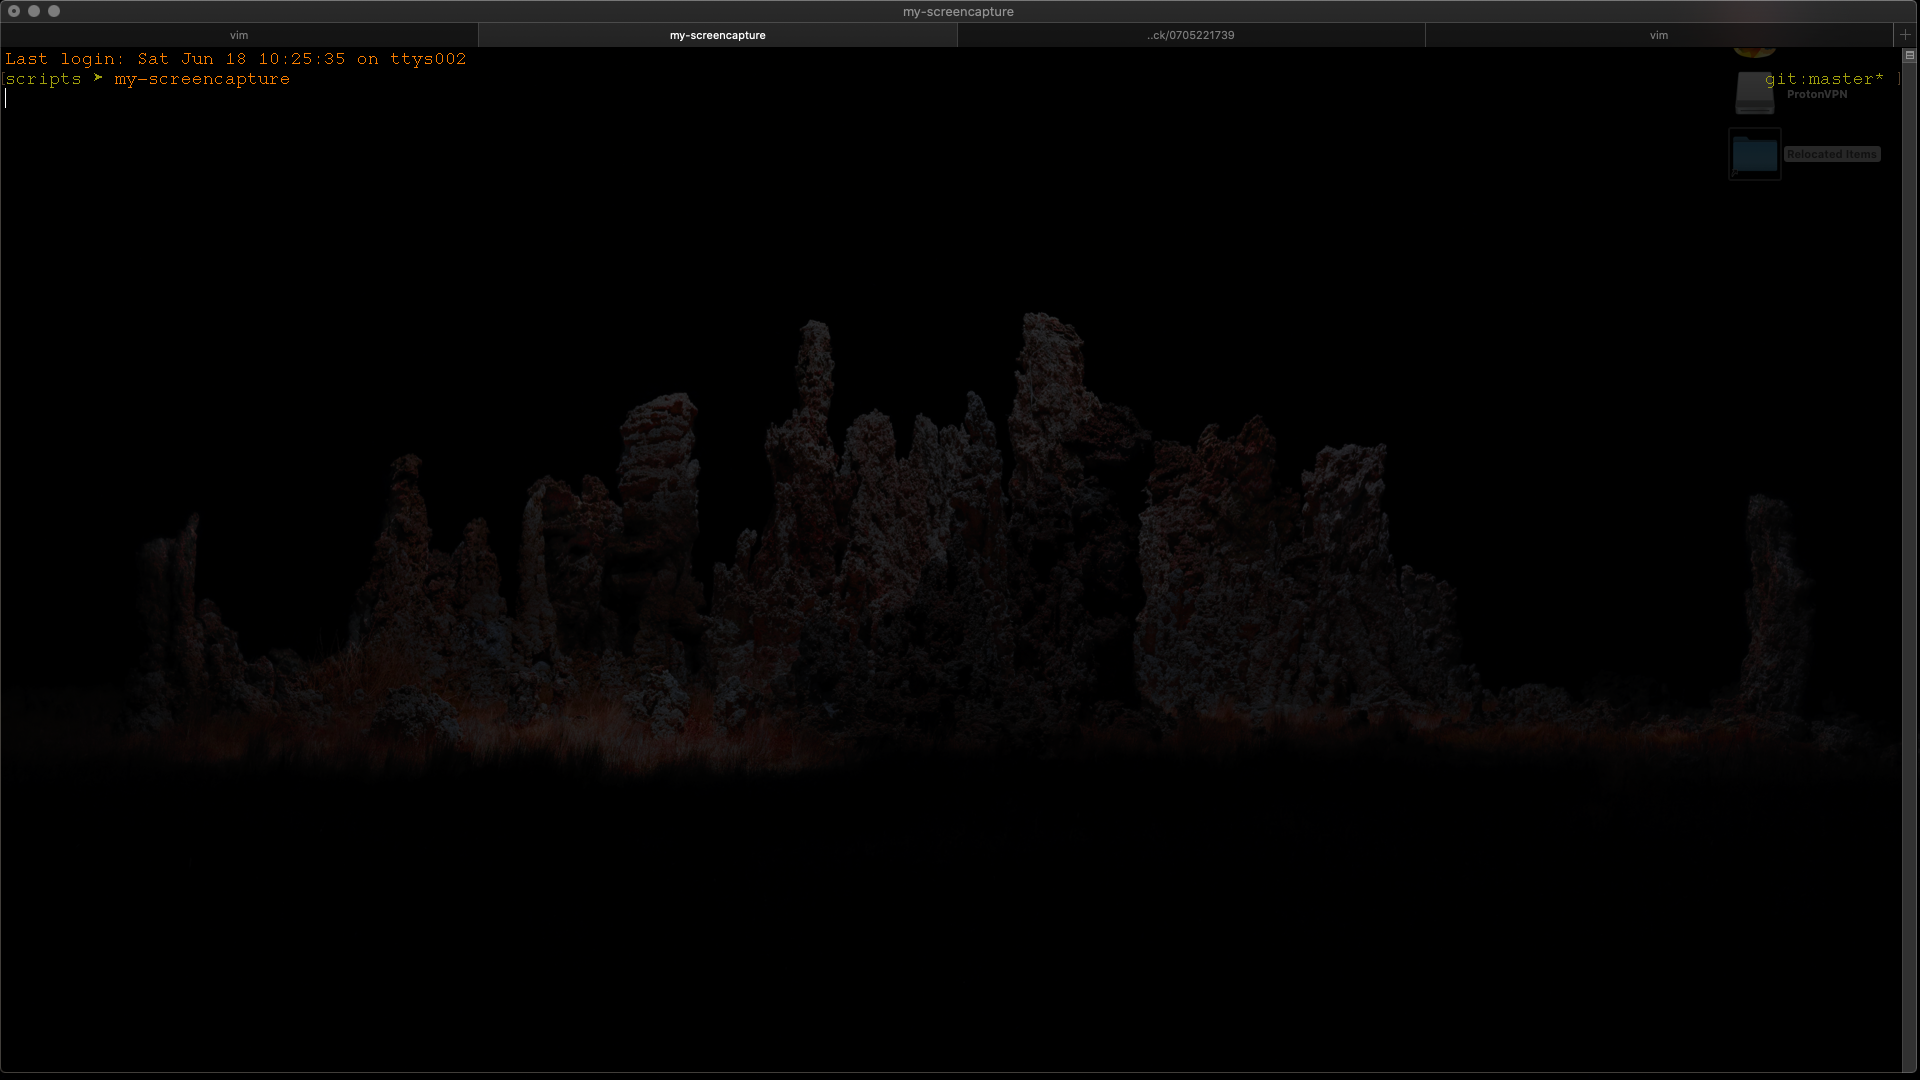 my-screencapture
vim
my-screencapture
..ck/0705221739
vim
Last login: Sat Jun 18 10:25:35 on ttys002
[scripts ➤ my-screencapture git:master* ]
ProtonVPN
Relocated Items